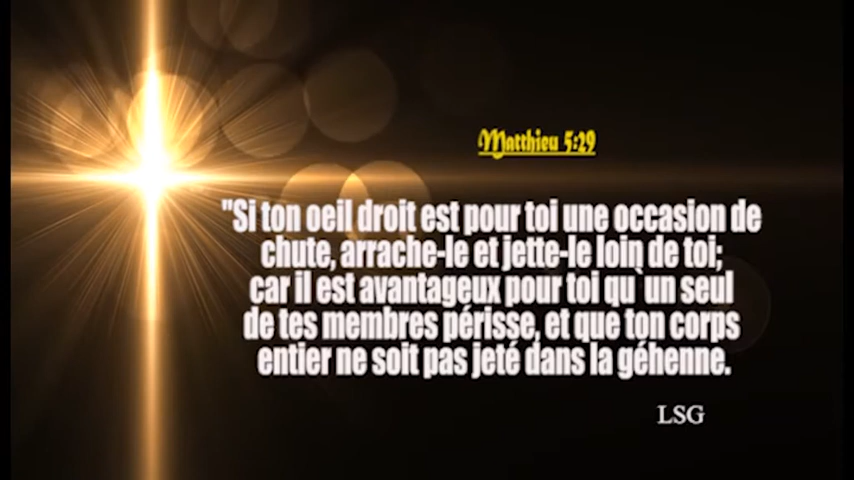 Matthieu 5:29
"Si ton oeil droit est pour toi une occasion de
chute, arrache-le et jette-le loin de toi;
car il est avantageux pour toi qu`un seul
de tes membres périsse, et que ton corps
entier ne soit pas jeté dans la géhenne.
LSG